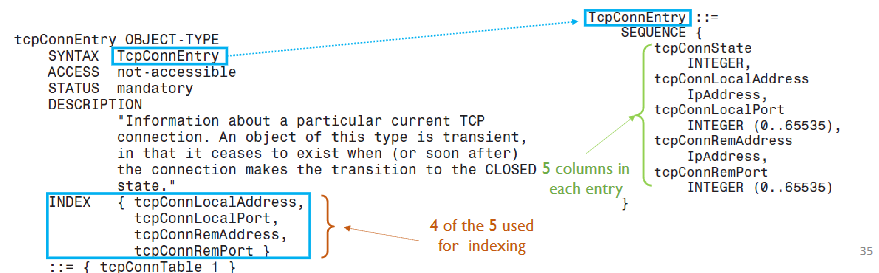 tcpConnEntry OBJECT-TYPE
SYNTAX TcpConnEntry
ACCESS not-accessible
STATUS mandatory
DESCRIPTION
"Information about a particular current TCP
connection. An object of this type is transient,
in that it ceases to exist when (or soon after)
the connection makes the transition to the CLOSED
state."
INDEX { tcpConnLocalAddress,
tcpConnLocalPort,
tcpConnRemAddress,
tcpConnRemPort }
::= { tcpConnTable 1 }
4 of the 5 used
for indexing
TcpConnEntry ::=
SEQUENCE {
tcpConnState
INTEGER,
tcpConnLocalAddress
IpAddress,
tcpConnLocalPort
INTEGER (0..65535),
tcpConnRemAddress
IpAddress,
tcpConnRemPort
INTEGER (0..65535)
}
5 columns in
each entry
35